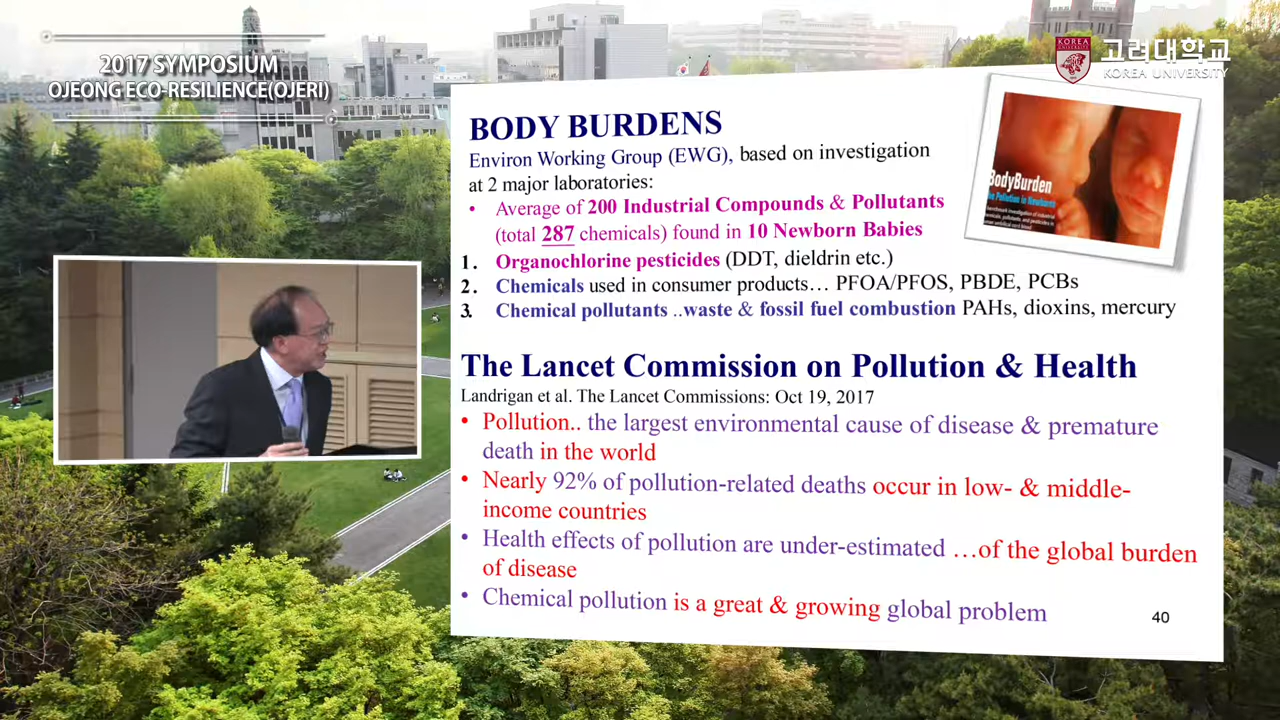 2017 SYMPOSIUM
OJEONG ECO-RESILIENCE(OJERI)
KOREA UNIVERSITY
고려대학교
KOREA UNIVERSITY
BODY BURDENS
Environ Working Group (EWG), based on investigation
at 2 major laboratories:
• Average of 200 Industrial Compounds & Pollutants
(total 287 chemicals) found in 10 Newborn Babies
1. Organochlorine pesticides (DDT, dieldrin etc.)
2. Chemicals used in consumer products… PFOA/PFOS, PBDE, PCBs
3. Chemical pollutants ..waste & fossil fuel combustion PAHs, dioxins, mercury
BodyBurden
The Pollution in Newborns
The Lancet Commission on Pollution & Health
Landrigan et al. The Lancet Commissions: Oct 19, 2017
• Pollution.. the largest environmental cause of disease & premature
death in the world
• Nearly 92% of pollution-related deaths occur in low- & middle-
income countries
• Health effects of pollution are under-estimated …of the global burden
of disease
• Chemical pollution is a great & growing global problem
40